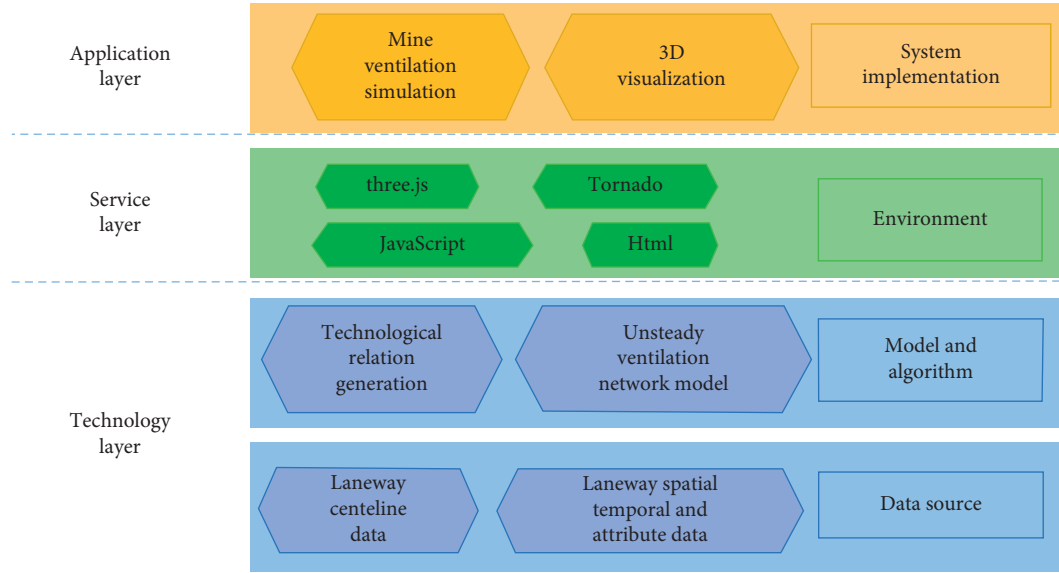 Application
layer
Mine
ventilation
simulation
3D
visualization
System
implementation
Service
layer
three.js
Tornado
JavaScript
Html
Environment
Technology
layer
Technological
relation
generation
Unsteady
ventilation
network model
Model and
algorithm
Laneway
centeline
data
Laneway spatial
temporal and
attribute data
Data source